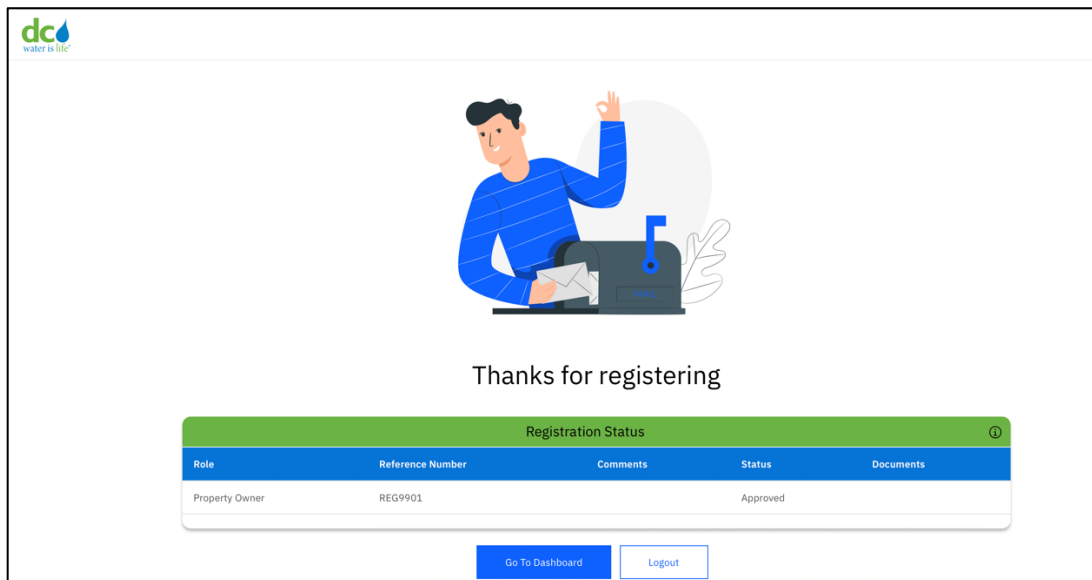 dc
water is life
Thanks for registering
Registration Status
Role Reference Number Comments Status Documents
Property Owner REG9901 Approved
Go To Dashboard Logout